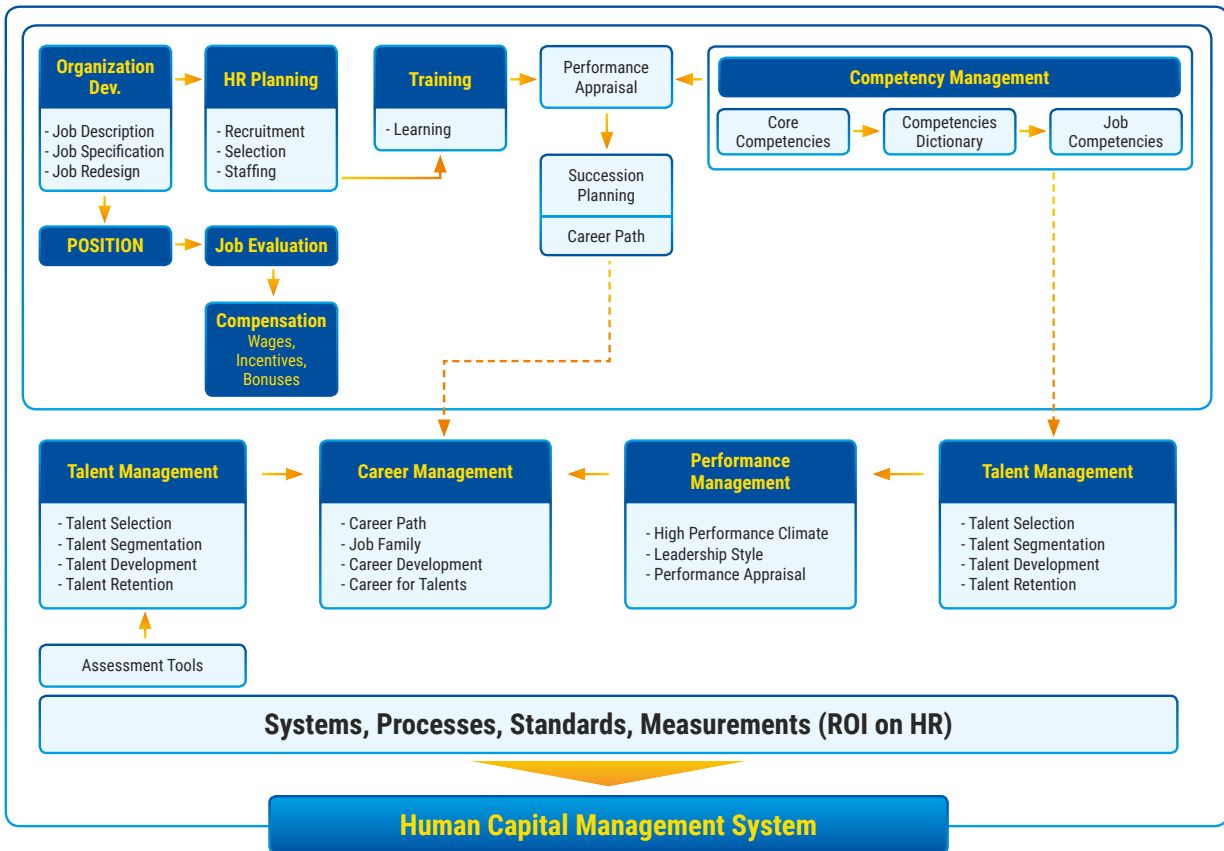 Organization
Dev.
- Job Description
- Job Specification
- Job Redesign
HR Planning
- Recruitment
- Selection
- Staffing
Training
- Learning
Performance
Appraisal
Competency Management
Core
Competencies
Competencies
Dictionary
Job
Competencies
Succession
Planning
Career Path
POSITION
Job Evaluation
Compensation
Wages,
Incentives,
Bonuses
Talent Management
- Talent Selection
- Talent Segmentation
- Talent Development
- Talent Retention
Career Management
- Career Path
- Job Family
- Career Development
- Career for Talents
Performance
Management
- High Performance Climate
- Leadership Style
- Performance Appraisal
Talent Management
- Talent Selection
- Talent Segmentation
- Talent Development
- Talent Retention
Assessment Tools
Systems, Processes, Standards, Measurements (ROI on HR)
Human Capital Management System